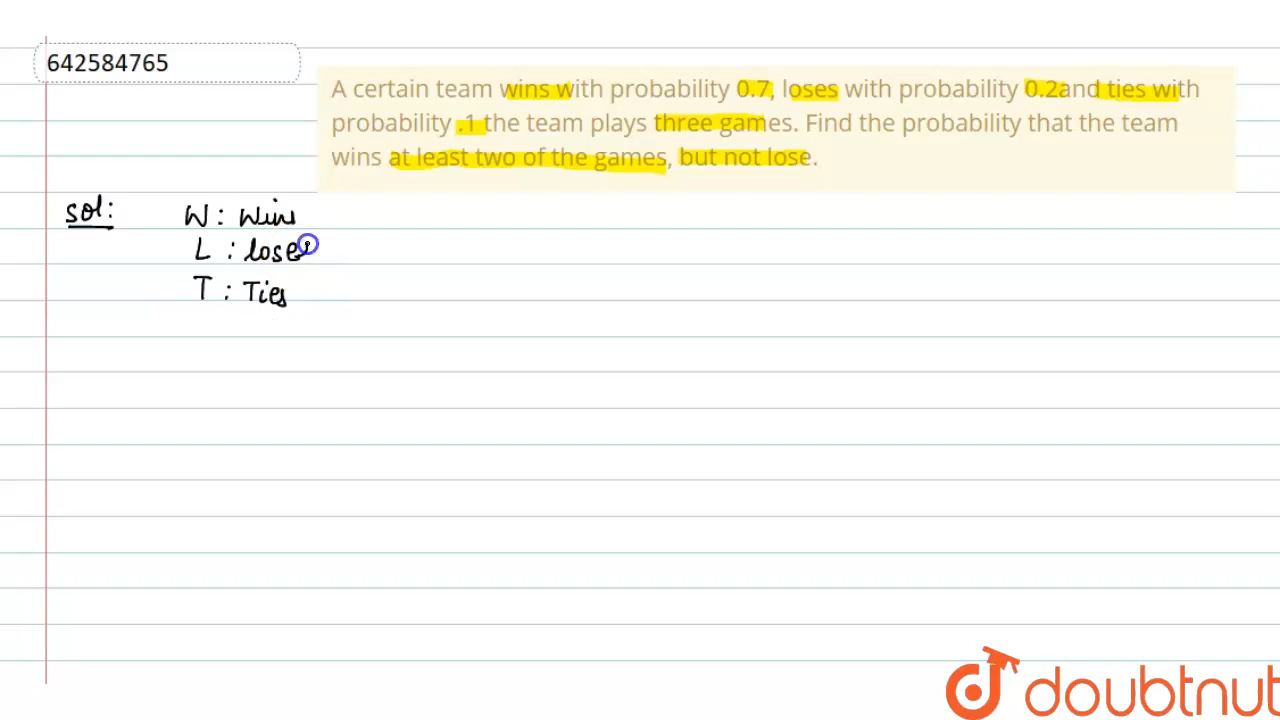 642584765
A certain team wins with probability 0.7, loses with probability 0.2and ties with
probability .1 the team plays three games. Find the probability that the team
wins at least two of the games, but not lose.
Sol:
W : Wins
L : loses
T : Ties
doubtnut